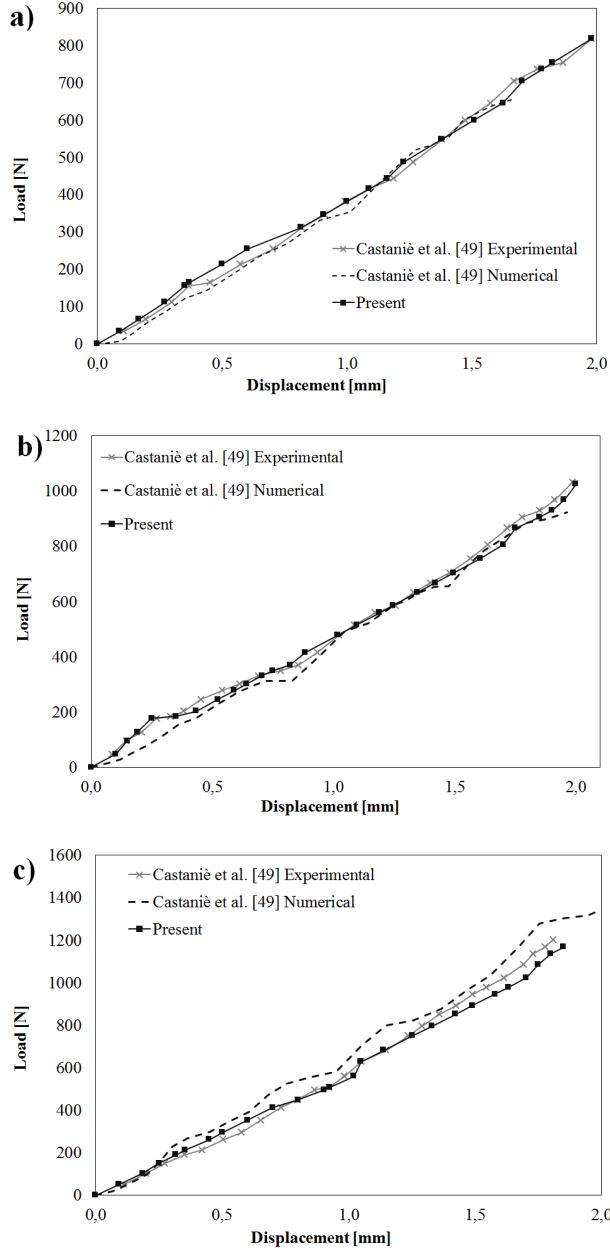 a)
900
800
700
600
500
400
300
200
100
0
Load [N]
Castaniè et al. [49] Experimental
Castaniè et al. [49] Numerical
Present
0,0 0,5 1,0 1,5 2,0
Displacement [mm]
b)
1200
1000
800
600
400
200
0
Load [N]
Castaniè et al. [49] Experimental
Castaniè et al. [49] Numerical
Present
0,0 0,5 1,0 1,5 2,0
Displacement [mm]
c)
1600
1400
1200
1000
800
600
400
200
0
Load [N]
Castaniè et al. [49] Experimental
Castaniè et al. [49] Numerical
Present
0,0 0,5 1,0 1,5 2,0
Displacement [mm]